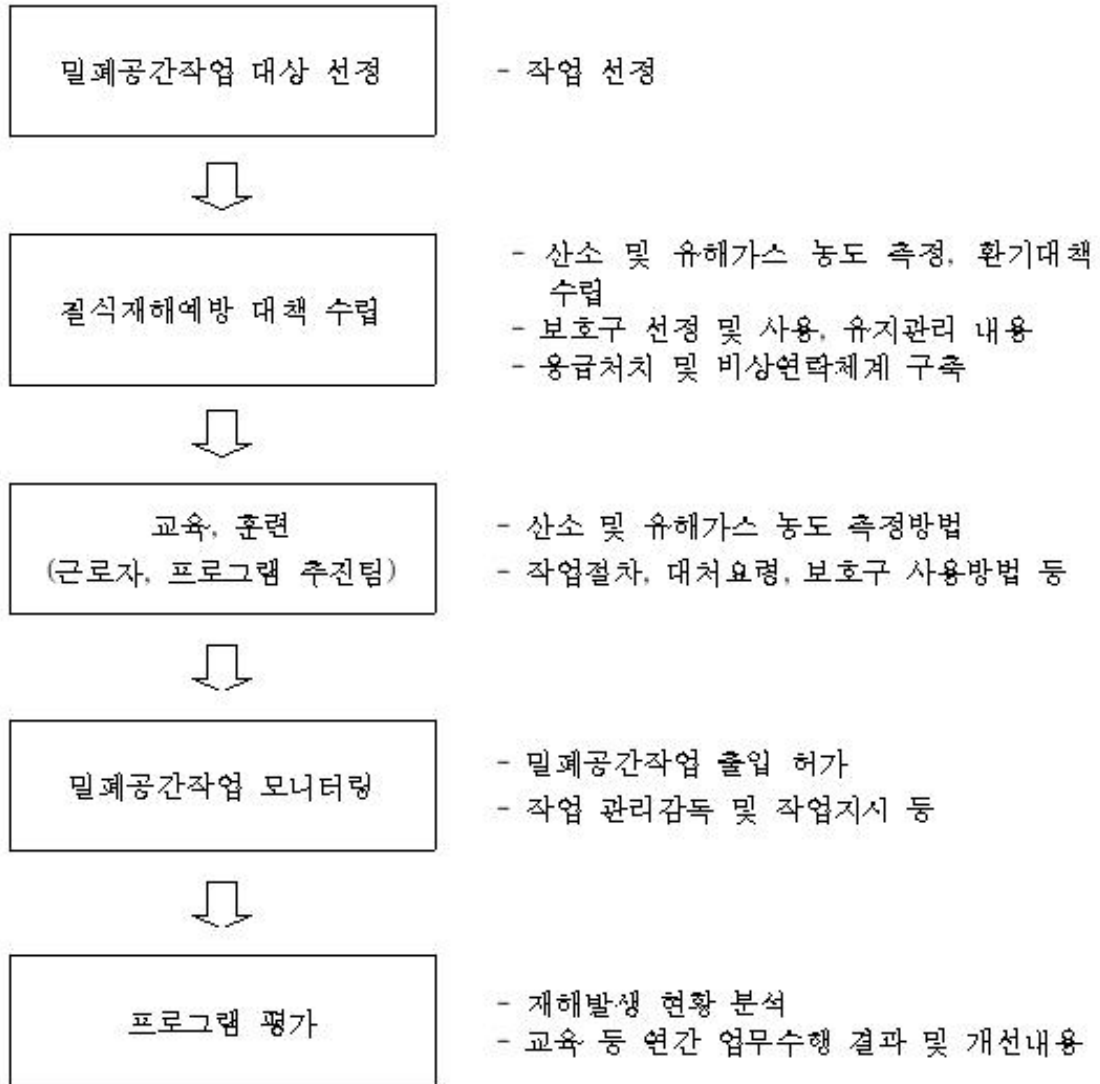 밀폐공간작업 대상 선정
- 작업 선정
질식재해예방 대책 수립
- 산소 및 유해가스 농도 측정, 환기대책
수립
- 보호구 선정 및 사용, 유지관리 내용
- 응급처치 및 비상연락체계 구축
교육, 훈련
(근로자, 프로그램 추진팀)
- 산소 및 유해가스 농도 측정방법
- 작업절차, 대처요령, 보호구 사용방법 등
밀폐공간작업 모니터링
- 밀폐공간작업 출입 허가
- 작업 관리감독 및 작업지시 등
프로그램 평가
- 재해발생 현황 분석
- 교육 등 연간 업무수행 결과 및 개선내용